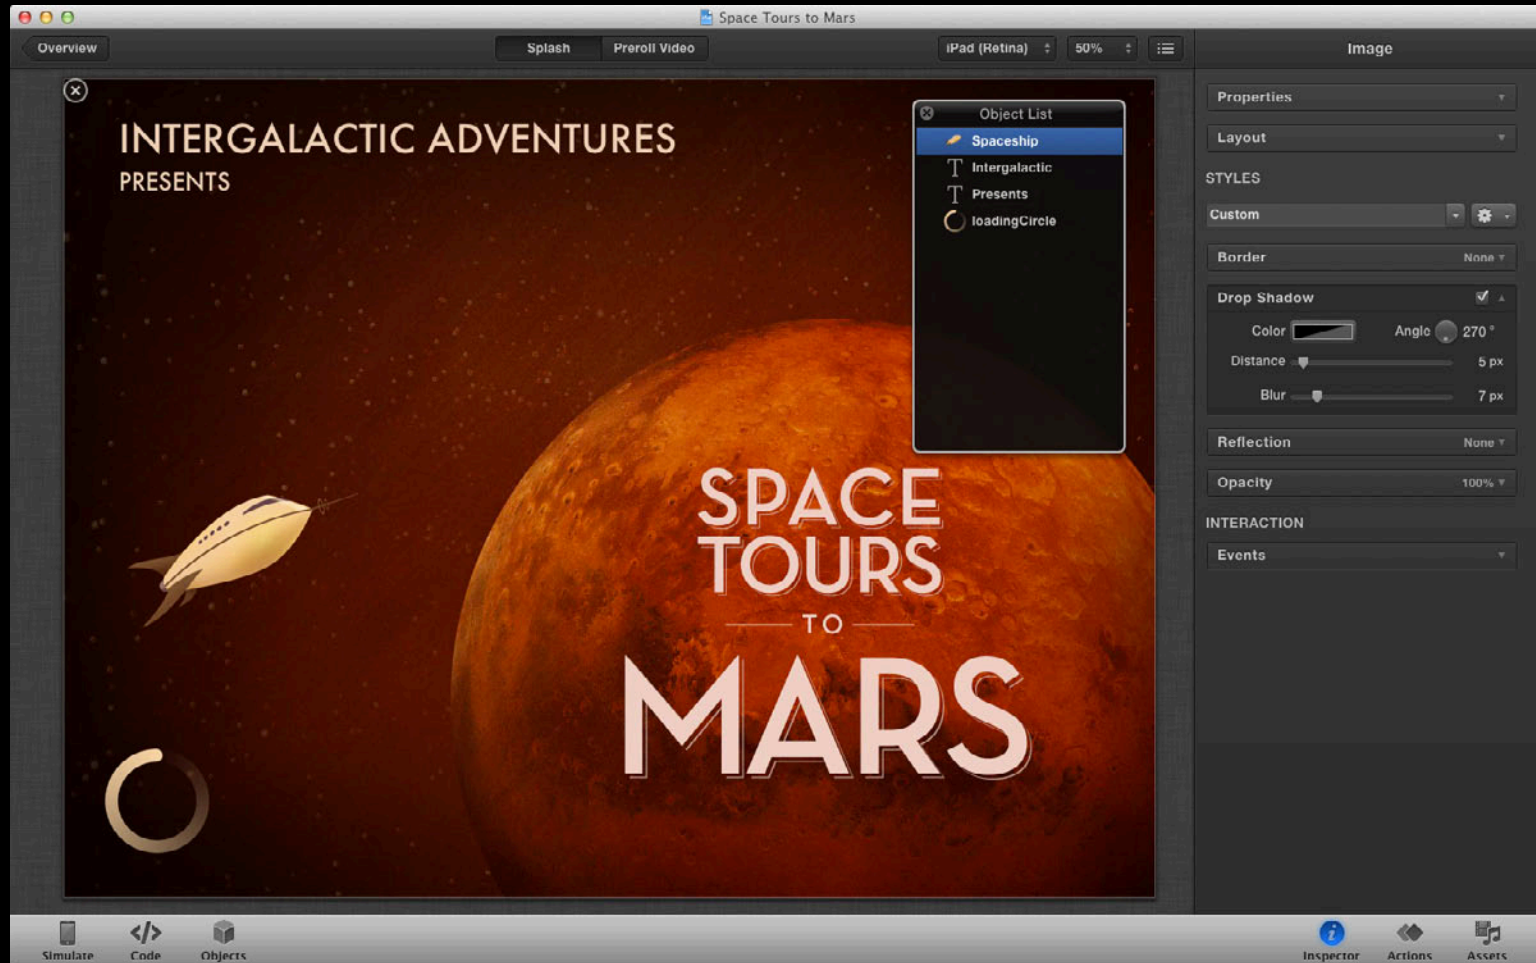 Space Tours to Mars
Overview
Splash
Preroll Video
iPad (Retina)
50%
Image
INTERGALACTIC ADVENTURES
PRESENTS
SPACE
TOURS
TO
MARS
Object List
Spaceship
Intergalactic
Presents
loadingCircle
Properties
Layout
STYLES
Custom
Border None
Drop Shadow
Color Angle 270 °
Distance 5 px
Blur 7 px
Reflection None
Opacity 100%
INTERACTION
Events
Simulate
Code
Objects
Inspector
Actions
Assets